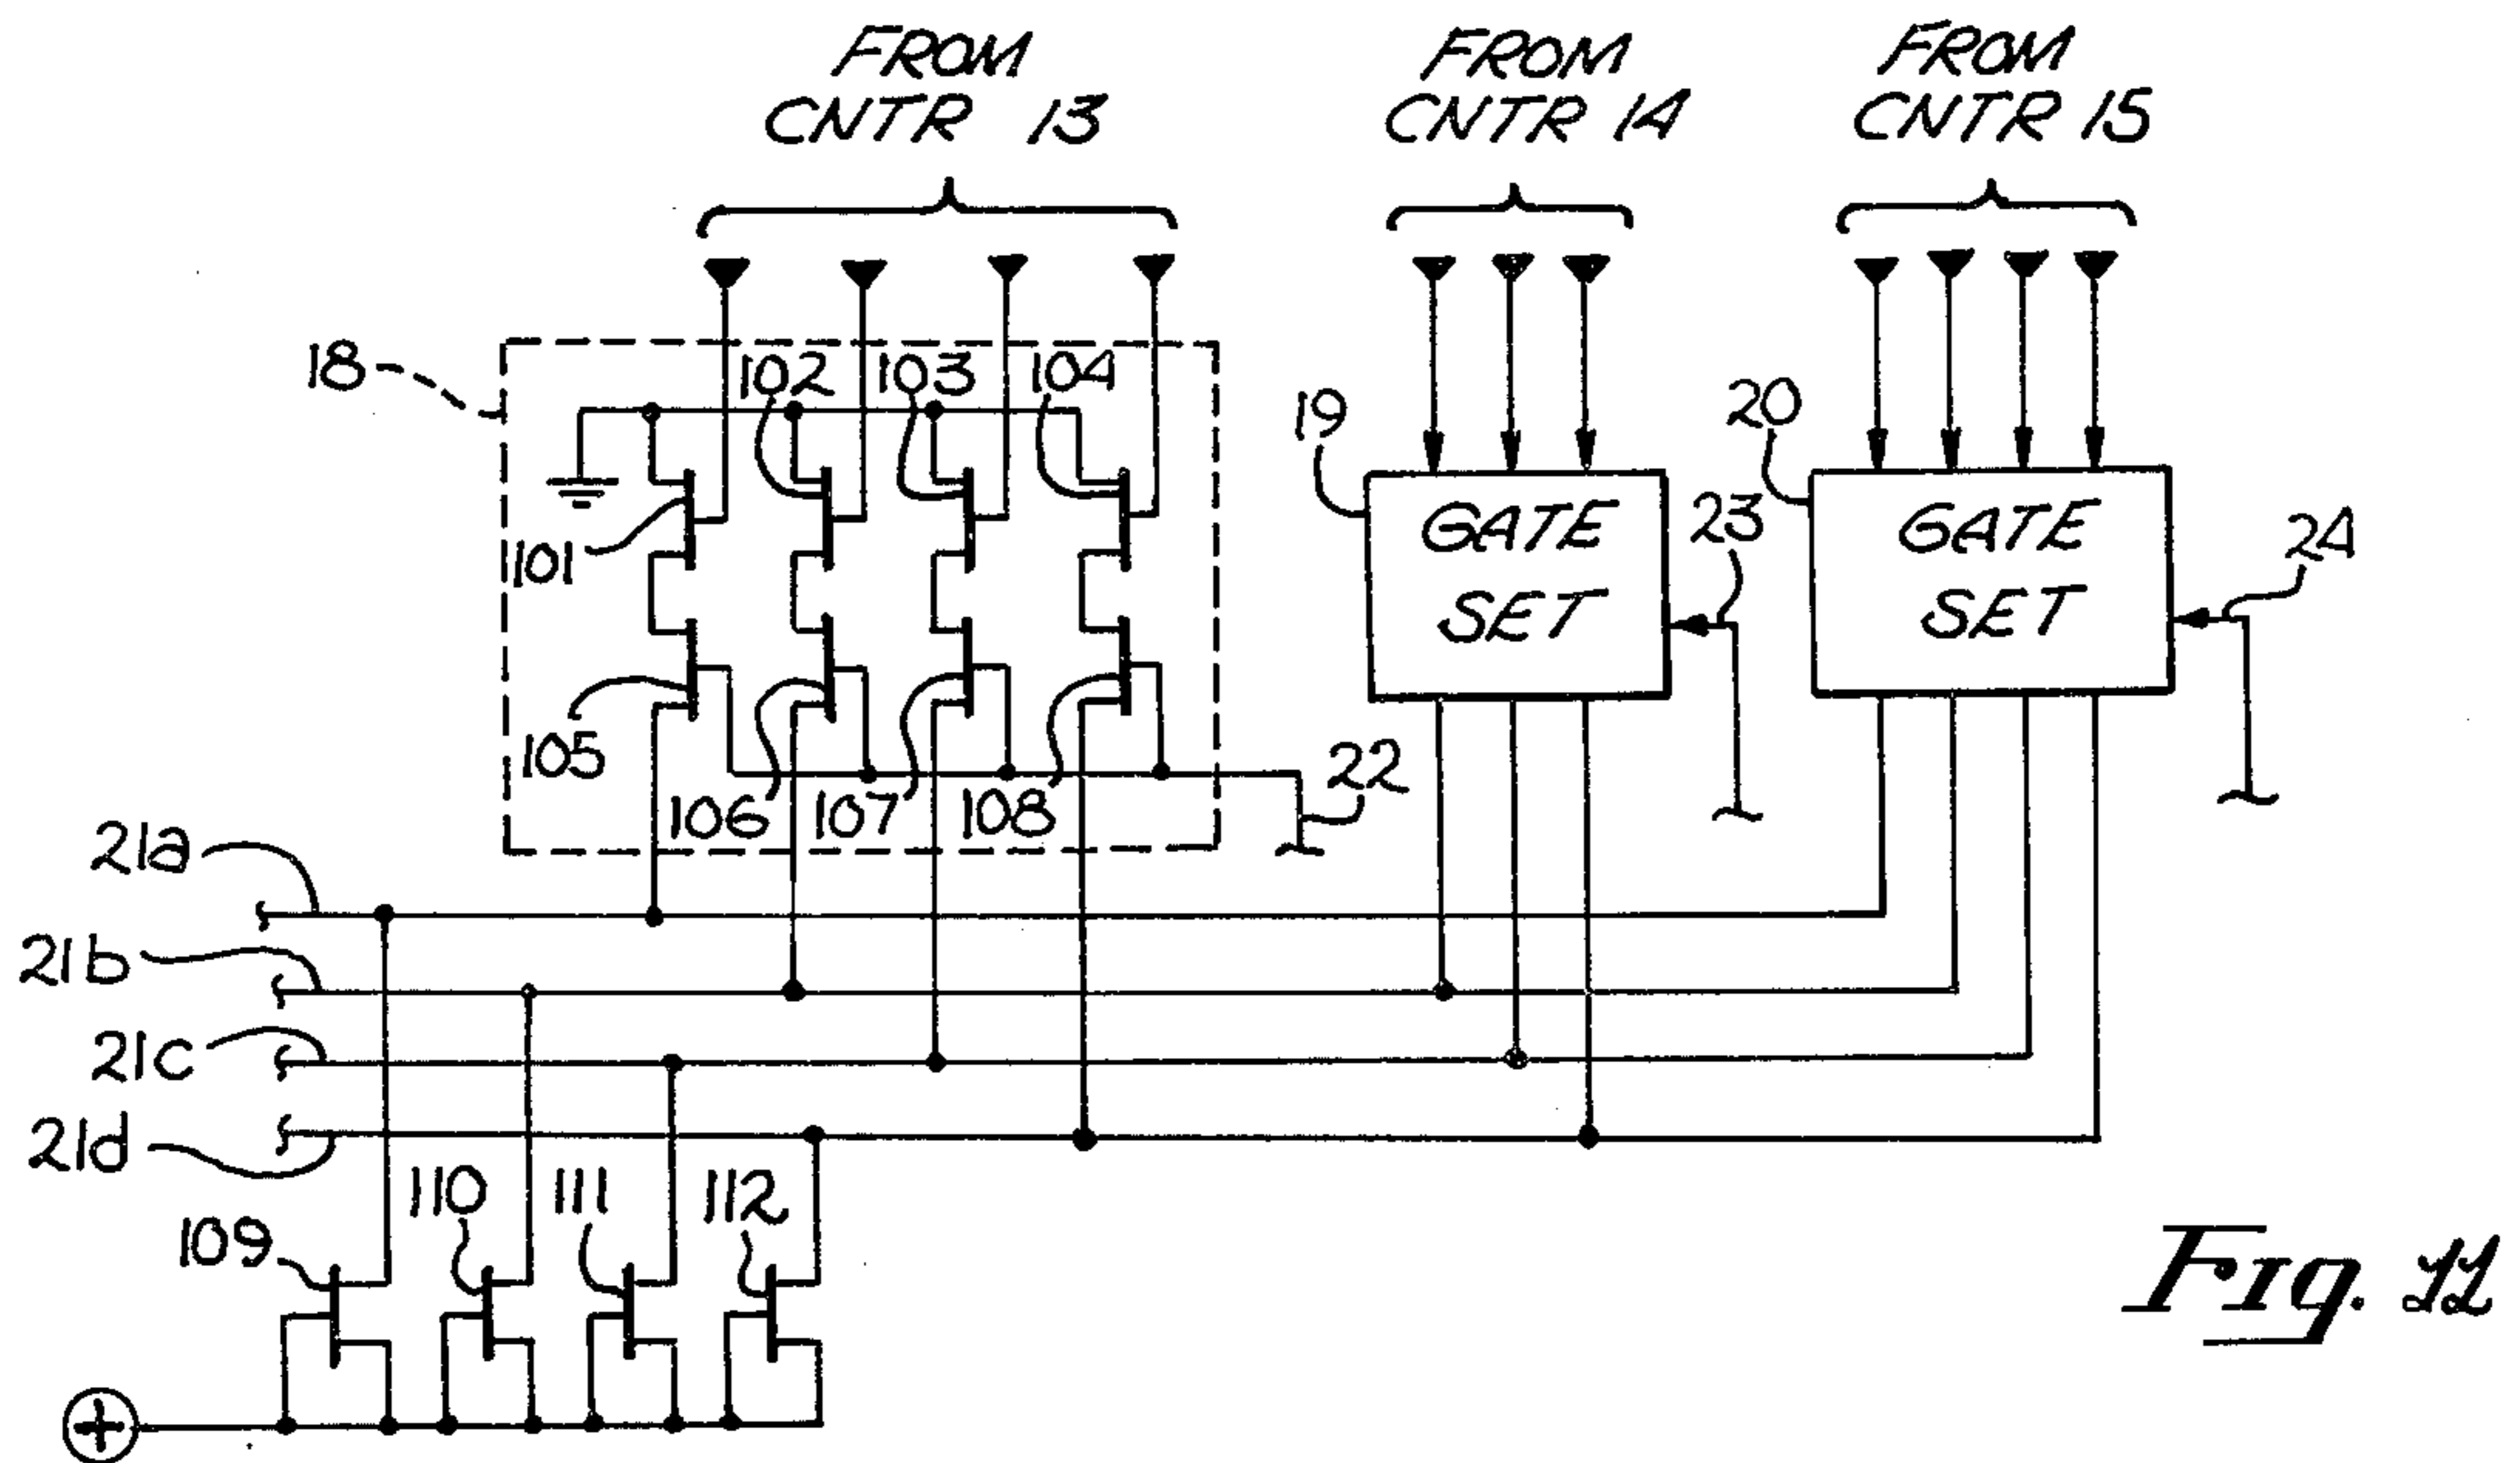 FROM
CNTR 13
FROM
CNTR 14
FROM
CNTR 15
18
102
103
104
19
20
101
GATE
SET
23
GATE
SET
24
105
106
107
108
22
21a
21b
21c
21d
109
110
111
112
Fig. 11